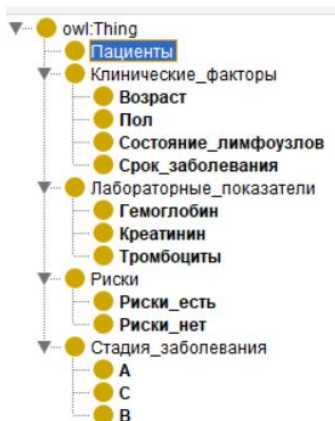 owl:Thing
Пациенты
Клинические_факторы
Возраст
Пол
Состояние_лимфоузлов
Срок_заболевания
Лабораторные_показатели
Гемоглобин
Креатинин
Тромбоциты
Риски
Риски_есть
Риски_нет
Стадия_заболевания
А
С
В